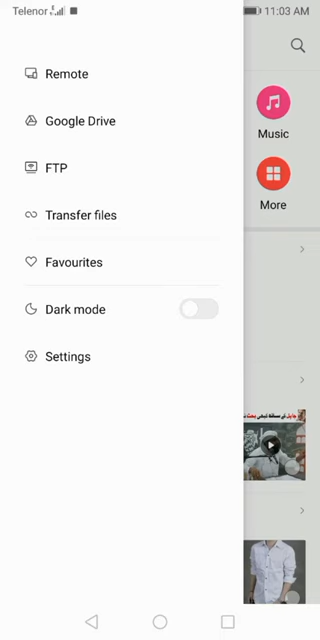 Telenor
11:03 AM
Remote
Google Drive
FTP
Transfer files
Favourites
Dark mode
Settings
Music
More